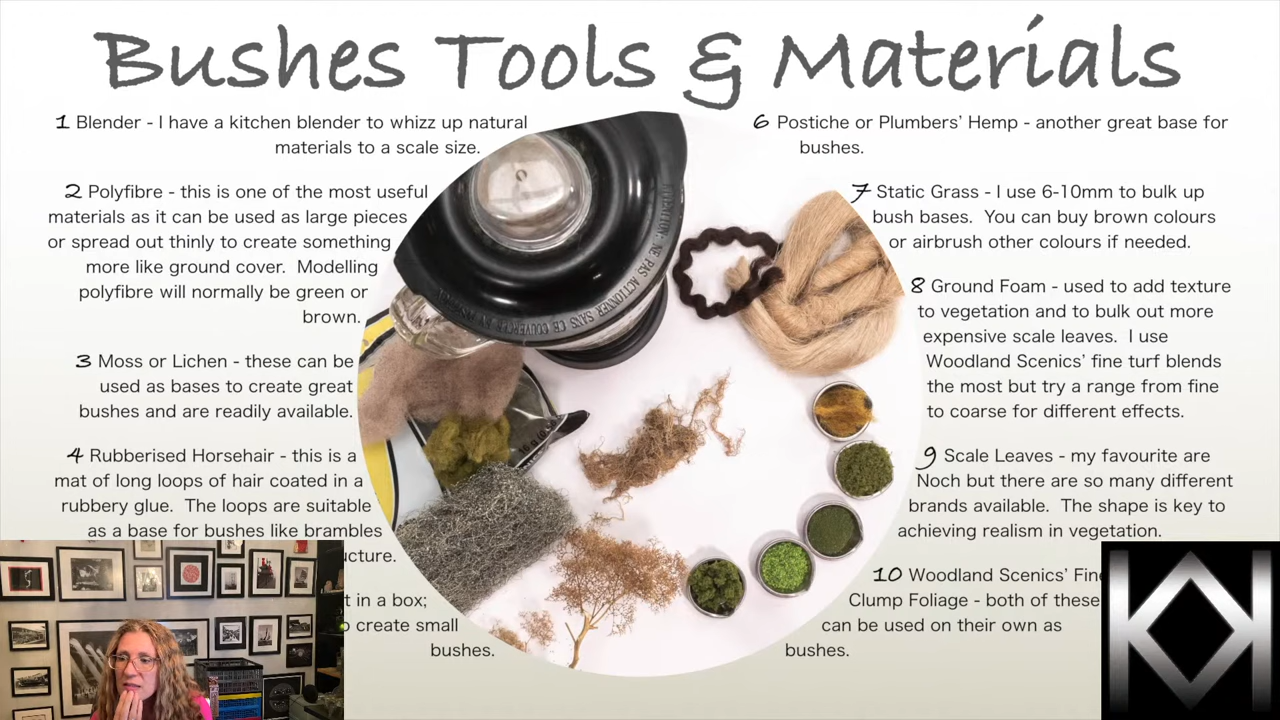 Bushes Tools & Materials
1 Blender - I have a kitchen blender to whizz up natural
materials to a scale size.
2 Polyfibre - this is one of the most useful
materials as it can be used as large pieces
or spread out thinly to create something
more like ground cover.  Modelling
polyfibre will normally be green or
brown.
3 Moss or Lichen - these can be
used as bases to create great
bushes and are readily available.
4 Rubberised Horsehair - this is a
mat of long loops of hair coated in a
rubbery glue.  The loops are suitable
as a base for bushes like brambles
ucture.
t in a box;
o create small
bushes.
6 Postiche or Plumbers' Hemp - another great base for
bushes.
7 Static Grass - I use 6-10mm to bulk up
bush bases.  You can buy brown colours
or airbrush other colours if needed.
8 Ground Foam - used to add texture
to vegetation and to bulk out more
expensive scale leaves.  I use
Woodland Scenics' fine turf blends
the most but try a range from fine
to coarse for different effects.
9 Scale Leaves - my favourite are
Noch but there are so many different
brands available.  The shape is key to
achieving realism in vegetation.
10 Woodland Scenics' Fine
Clump Foliage - both of these
can be used on their own as
bushes.
ATTENTION: NE PAS ACTIONNER SANS CE COUVERCLE EN PLACE
KK